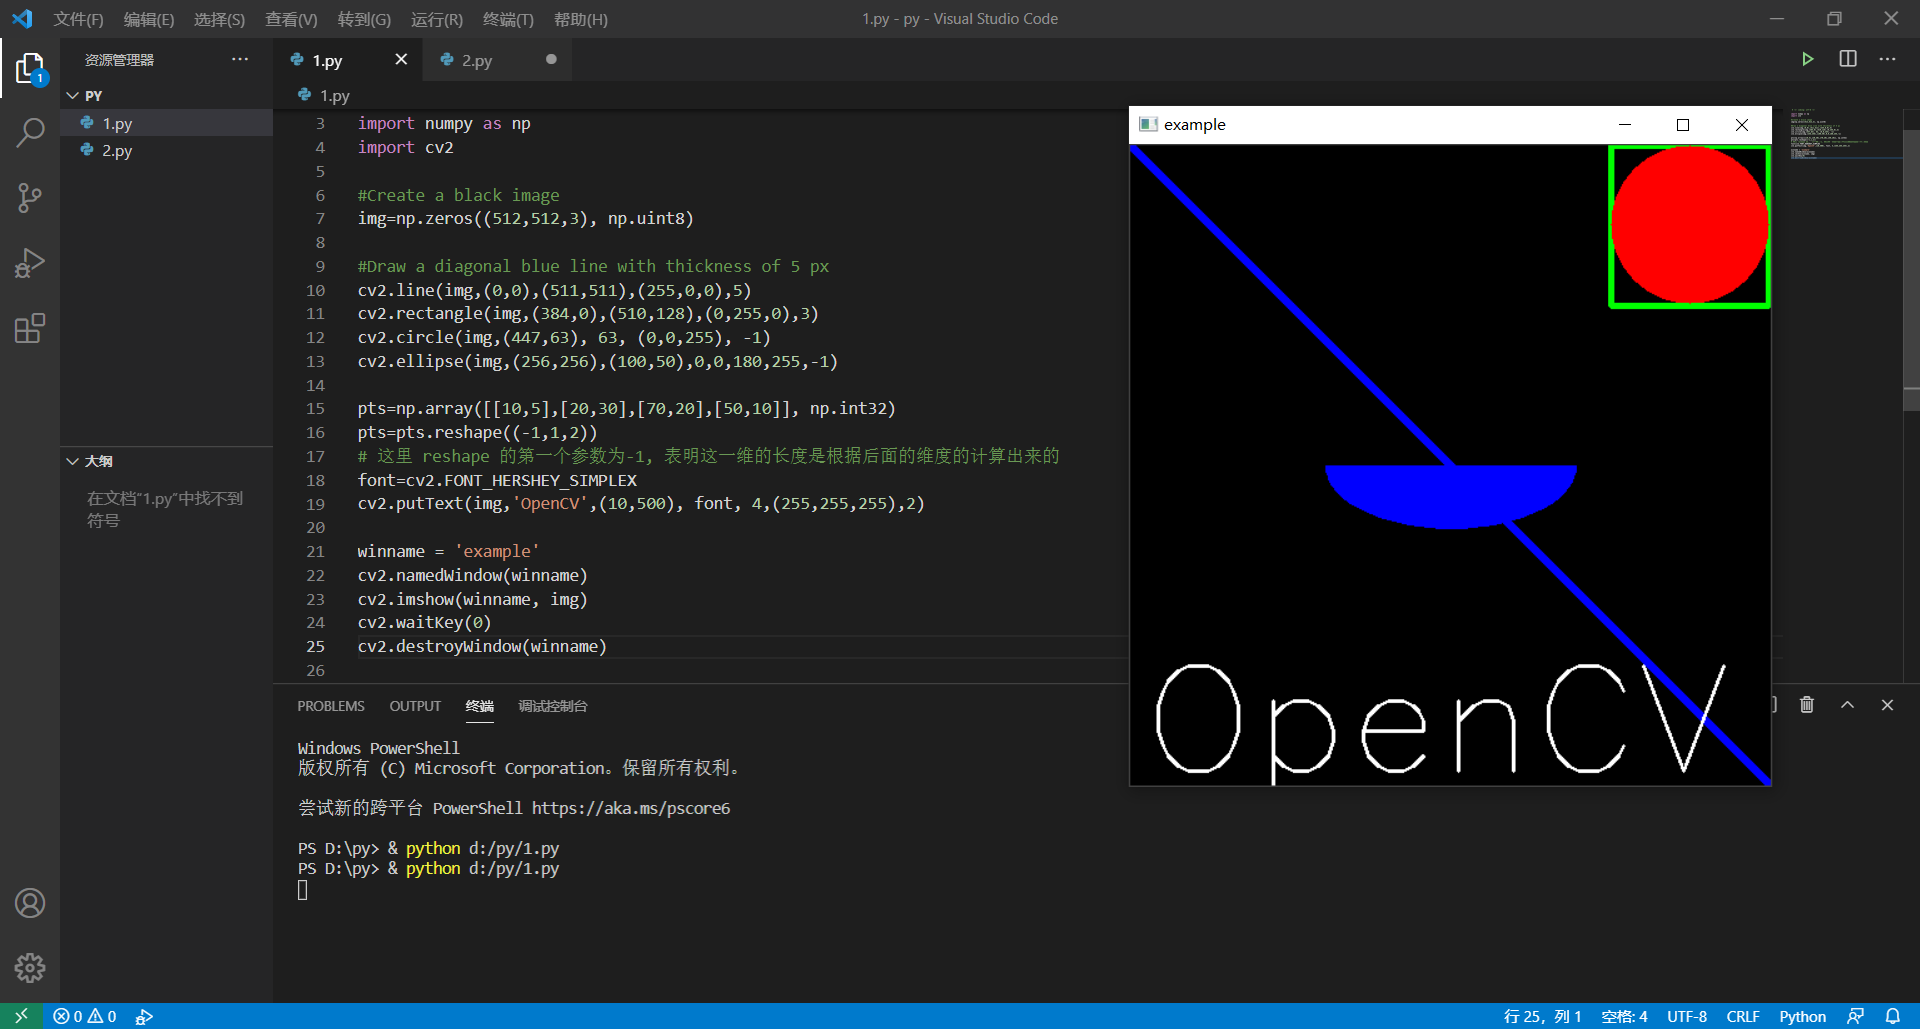 文件(F) 编辑(E) 选择(S) 查看(V) 转到(G) 运行(R) 终端(T) 帮助(H) 1.py - py - Visual Studio Code
资源管理器
PY
1.py
2.py
大纲
在文档“1.py”中找不到
符号
1
1.py 2.py
1.py
3 import numpy as np
4 import cv2
5
6 #Create a black image
7 img=np.zeros((512,512,3), np.uint8)
8
9 #Draw a diagonal blue line with thickness of 5 px
10 cv2.line(img,(0,0),(511,511),(255,0,0),5)
11 cv2.rectangle(img,(384,0),(510,128),(0,255,0),3)
12 cv2.circle(img,(447,63), 63, (0,0,255), -1)
13 cv2.ellipse(img,(256,256),(100,50),0,0,180,255,-1)
14
15 pts=np.array([[10,5],[20,30],[70,20],[50,10]], np.int32)
16 pts=pts.reshape((-1,1,2))
17 # 这里 reshape 的第一个参数为-1, 表明这一维的长度是根据后面的维度的计算出来的
18 font=cv2.FONT_HERSHEY_SIMPLEX
19 cv2.putText(img,'OpenCV',(10,500), font, 4,(255,255,255),2)
20
21 winname = 'example'
22 cv2.namedWindow(winname)
23 cv2.imshow(winname, img)
24 cv2.waitKey(0)
25 cv2.destroyWindow(winname)
26
example
OpenCV
PROBLEMS OUTPUT 终端 调试控制台
Windows PowerShell
版权所有 (C) Microsoft Corporation。保留所有权利。
尝试新的跨平台 PowerShell https://aka.ms/pscore6
PS D:\py> & python d:/py/1.py
PS D:\py> & python d:/py/1.py
0 0 行 25，列 1 空格: 4 UTF-8 CRLF Python